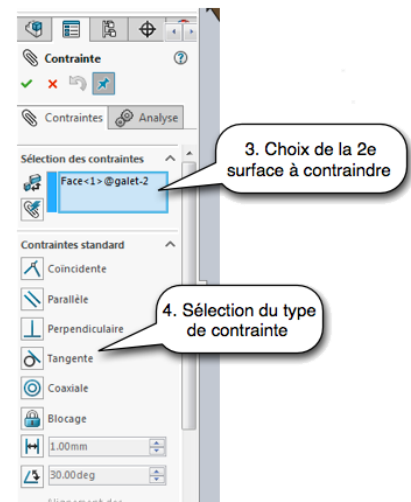 Contrainte
Contraintes
Analyse
Sélection des contraintes
Face<1>@galet-2
3. Choix de la 2e
surface à contraindre
Contraintes standard
Coïncidente
Parallèle
Perpendiculaire
4. Sélection du type
de contrainte
Tangente
Coaxiale
Blocage
1.00mm
30.00deg